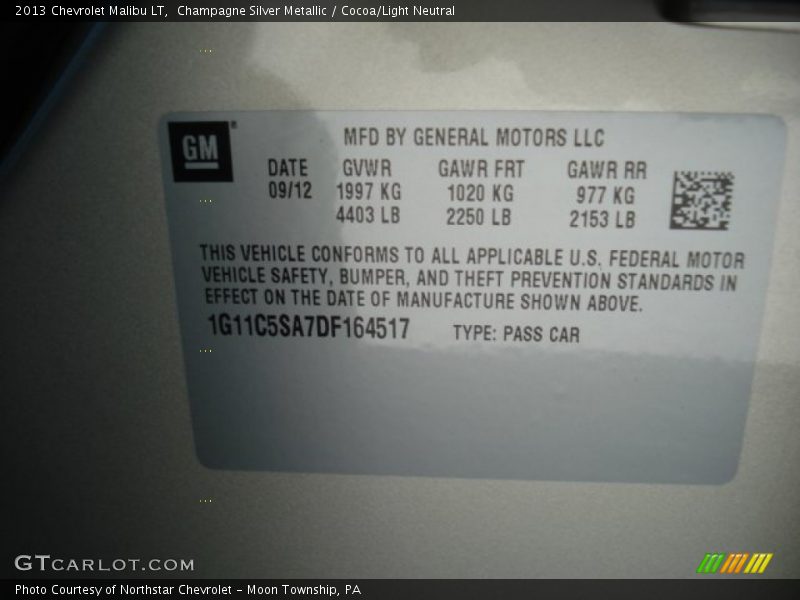 2013 Chevrolet Malibu LT,  Champagne Silver Metallic / Cocoa/Light Neutral
GM
MFD BY GENERAL MOTORS LLC
DATE GVWR GAWR FRT GAWR RR
09/12 1997 KG 1020 KG 977 KG
4403 LB 2250 LB 2153 LB
THIS VEHICLE CONFORMS TO ALL APPLICABLE U.S. FEDERAL MOTOR
VEHICLE SAFETY, BUMPER, AND THEFT PREVENTION STANDARDS IN
EFFECT ON THE DATE OF MANUFACTURE SHOWN ABOVE.
1G11C5SA7DF164517 TYPE: PASS CAR
GTCARLOT.COM
Photo Courtesy of Northstar Chevrolet - Moon Township, PA